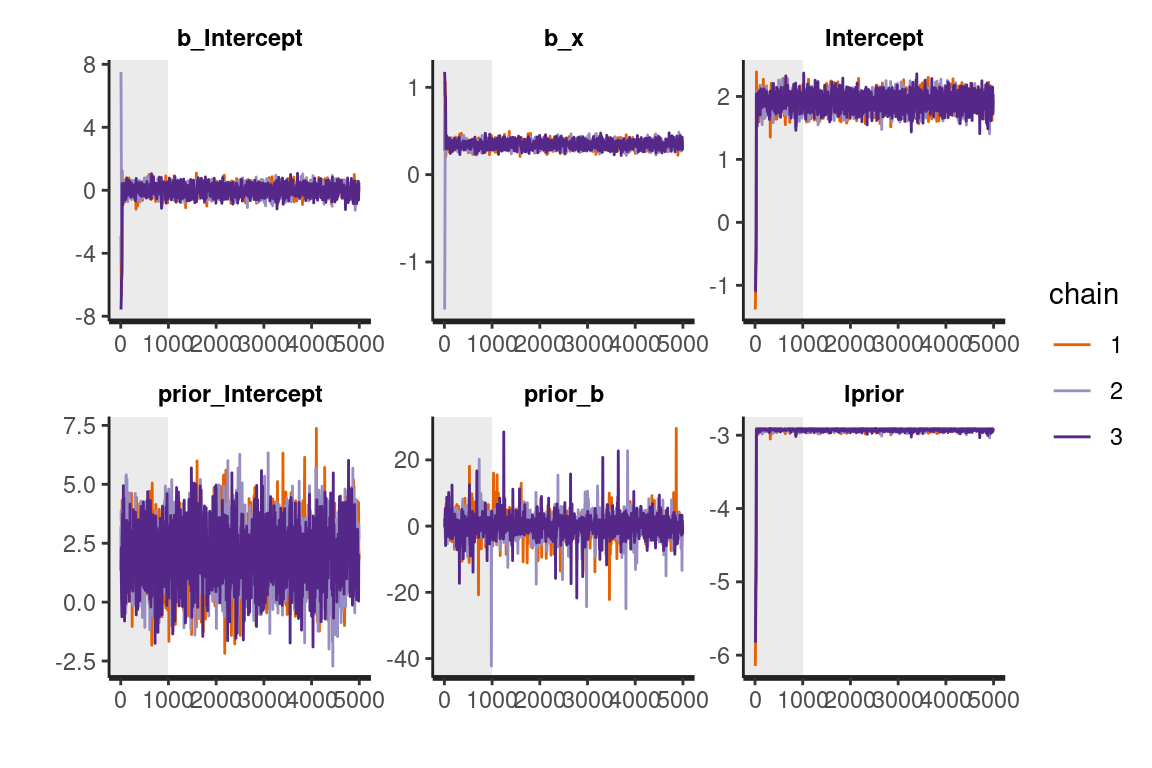 b_Intercept b_x Intercept
8 4 0 -4 -8
1 0 -1
2 1 0 -1
0 1000 2000 3000 4000 5000 0 1000 2000 3000 4000 5000 0 1000 2000 3000 4000 5000
chain
1
2
3
prior_Intercept prior_b lprior
7.5 5.0 2.5 0.0 -2.5
20 0 -20 -40
-3 -4 -5 -6
0 1000 2000 3000 4000 5000 0 1000 2000 3000 4000 5000 0 1000 2000 3000 4000 5000